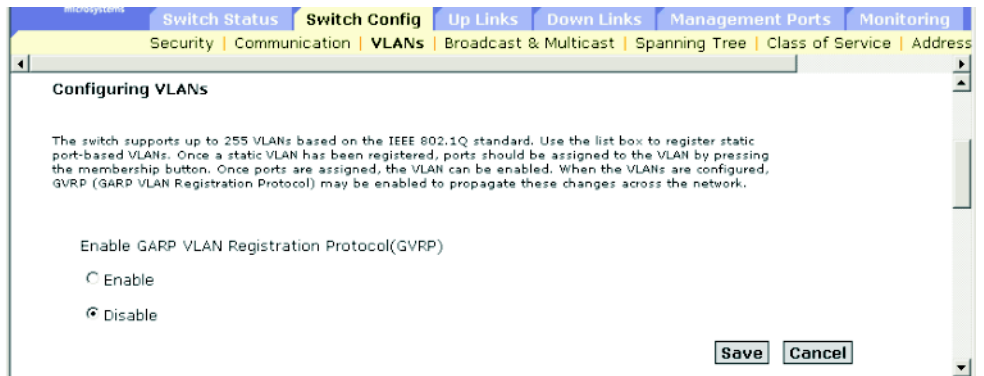 microsystems
Switch Status Switch Config Up Links Down Links Management Ports Monitoring
Security | Communication | VLANs | Broadcast & Multicast | Spanning Tree | Class of Service | Address
Configuring VLANs
The switch supports up to 255 VLANs based on the IEEE 802.1Q standard. Use the list box to register static
port-based VLANs. Once a static VLAN has been registered, ports should be assigned to the VLAN by pressing
the membership button. Once ports are assigned, the VLAN can be enabled. When the VLANs are configured,
GVRP (GARP VLAN Registration Protocol) may be enabled to propagate these changes across the network.
Enable GARP VLAN Registration Protocol(GVRP)
Enable
Disable
Save Cancel